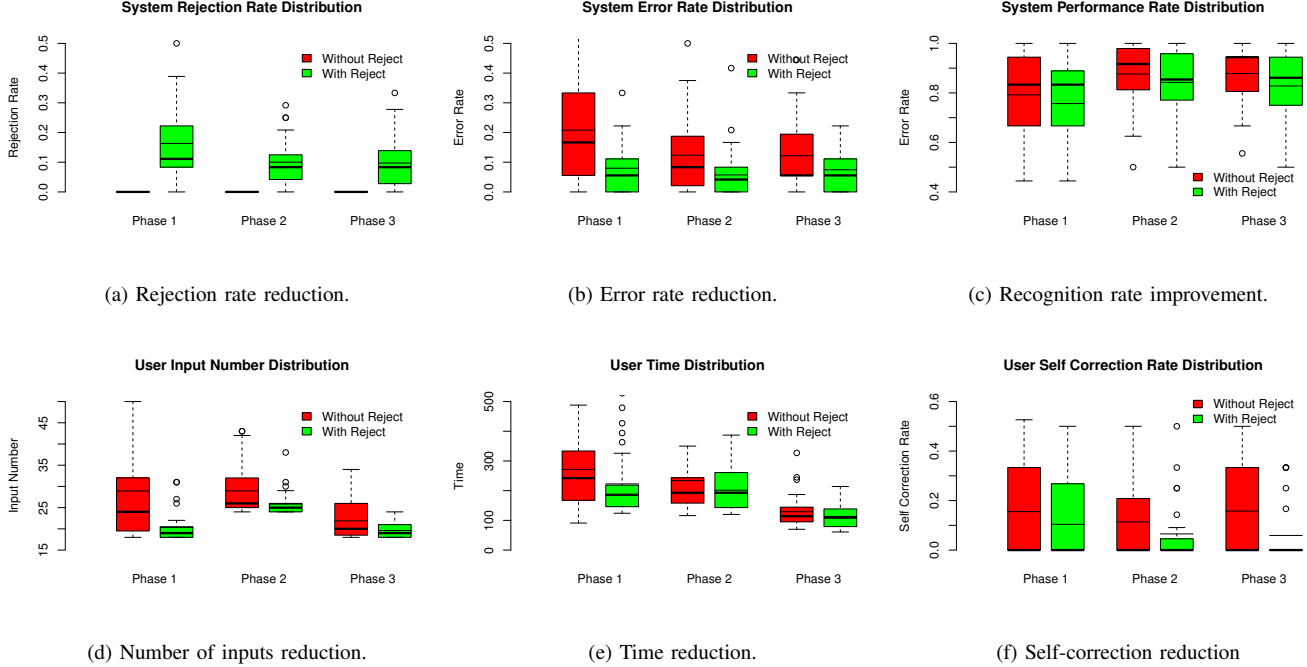 System Rejection Rate Distribution
Rejection Rate
0.0 0.1 0.2 0.3 0.4 0.5
Without Reject
With Reject
Phase 1 Phase 2 Phase 3
(a) Rejection rate reduction.
System Error Rate Distribution
Error Rate
0.0 0.1 0.2 0.3 0.4 0.5
Without Reject
With Reject
Phase 1 Phase 2 Phase 3
(b) Error rate reduction.
System Performance Rate Distribution
Error Rate
0.4 0.6 0.8 1.0
Without Reject
With Reject
Phase 1 Phase 2 Phase 3
(c) Recognition rate improvement.
User Input Number Distribution
Input Number
15 25 35 45
Without Reject
With Reject
Phase 1 Phase 2 Phase 3
(d) Number of inputs reduction.
User Time Distribution
Time
0 100 300 500
Without Reject
With Reject
Phase 1 Phase 2 Phase 3
(e) Time reduction.
User Self Correction Rate Distribution
Self Correction Rate
0.0 0.2 0.4 0.6
Without Reject
With Reject
Phase 1 Phase 2 Phase 3
(f) Self-correction reduction